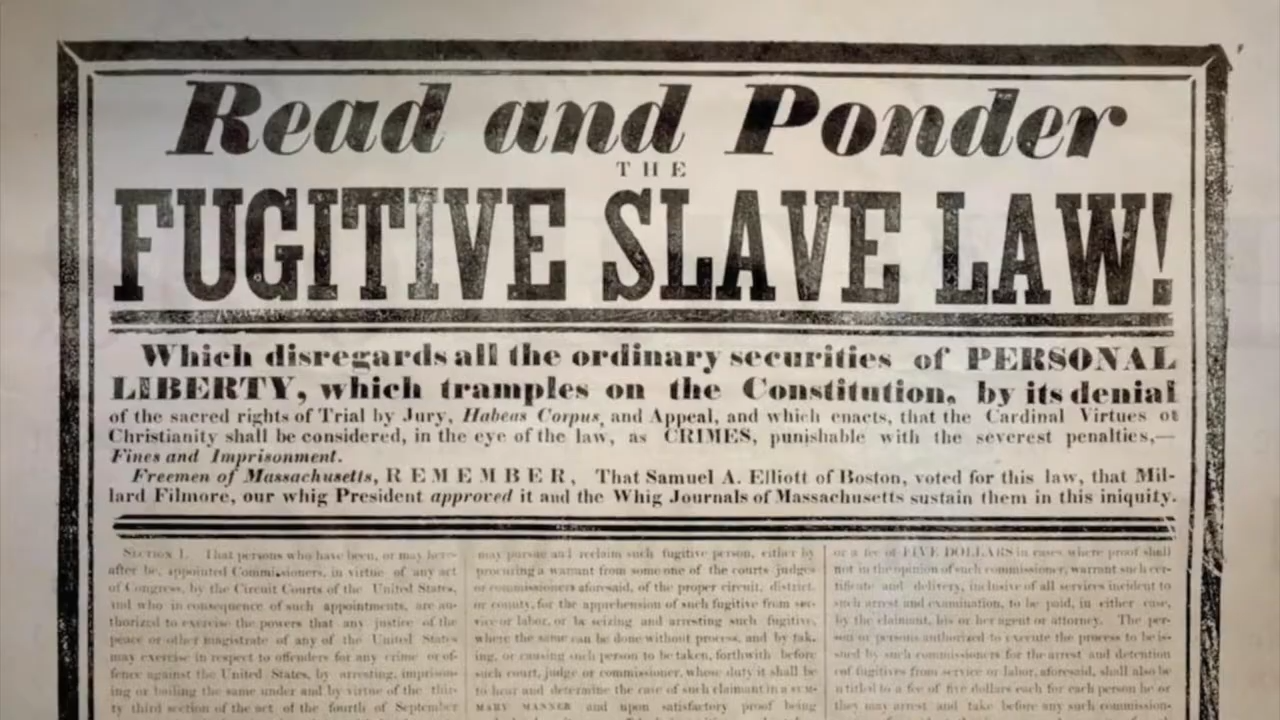 Read and Ponder
THE
FUGITIVE SLAVE LAW!
Which disregards all the ordinary securities of PERSONAL
LIBERTY, which tramples on the Constitution, by its denial
of the sacred rights of Trial by Jury, Habeas Corpus, and Appeal, and which enacts, that the Cardinal Virtues of
Christianity shall be considered, in the eye of the law, as CRIMES, punishable with the severest penalties,—
Fines and Imprisonment.
Freemen of Massachusetts, REMEMBER, That Samuel A. Elliott of Boston, voted for this law, that Mil-
lard Filmore, our whig President approved it and the Whig Journals of Massachusetts sustain them in this iniquity.
SECTION 1. That persons who have been, or may here-
after be, appointed Commissioners, in virtue of any act
of Congress, by the Circuit Courts of the United States,
and who in consequence of such appointments, are au-
thorized to exercise the powers that any justice of the
peace or other magistrate of any of the United States
may exercise in respect to offenders for any crime or of-
fence against the United States, by arresting, imprison-
ing or bailing the same under and by virtue of the thir-
ty third section of the act of the fourth of September
may pursue and reclaim such fugitive person, either by
procuring a warrant from some one of the courts judges
or commissioners aforesaid, of the proper circuit, district,
or county, for the apprehension of such fugitive from ser-
vice or labor, or by seizing and arresting such fugitive,
where the same can be done without process, and by tak-
ing, or causing such person to be taken, forthwith before
such court, judge or commissioner, whose duty it shall be
to hear and determine the case of such claimant in a SUM-
MARY MANNER and upon satisfactory proof being
or a fee of FIVE DOLLARS in cases where proof shall
not in the opinion of such commissioner, warrant such cer-
tificate and delivery, inclusive of all services incident to
such arrest and examination, to be paid, in either case,
by the claimant, his or her agent or attorney. The per-
son or persons authorized to execute the process to be is-
sued by such commissioners for the arrest and detention
of fugitives from service or labor, aforesaid, shall also be
ntitled to a fee of five dollars each for each person he or
they may arrest and take before any such commission-